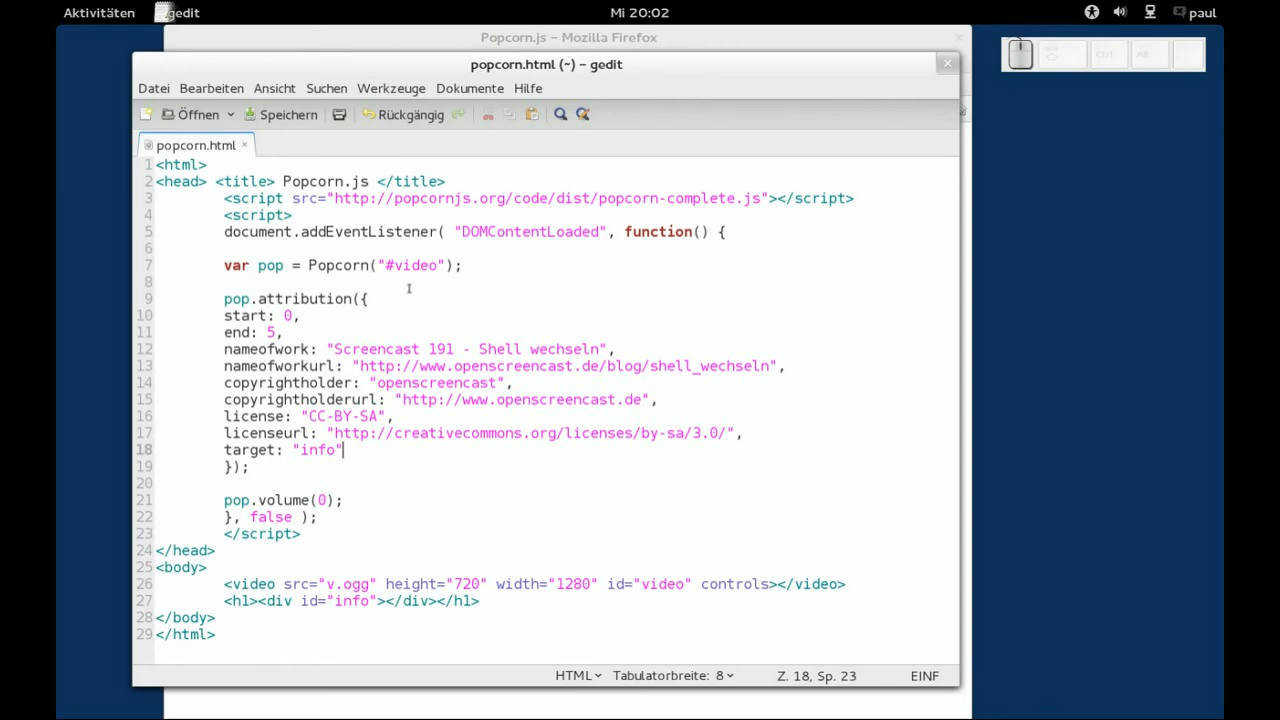 Aktivitäten gedit Mi 20:02 paul
Popcorn.js – Mozilla Firefox
popcorn.html (~) – gedit
Datei Bearbeiten Ansicht Suchen Werkzeuge Dokumente Hilfe
Öffnen Speichern Rückgängig
popcorn.html
1 <html>
2 <head> <title> Popcorn.js </title>
3 <script src="http://popcornjs.org/code/dist/popcorn-complete.js"></script>
4 <script>
5 document.addEventListener( "DOMContentLoaded", function() {
6
7 var pop = Popcorn("#video");
8
9 pop.attribution({
10 start: 0,
11 end: 5,
12 nameofwork: "Screencast 191 - Shell wechseln",
13 nameofworkurl: "http://www.openscreencast.de/blog/shell_wechseln",
14 copyrightholder: "openscreencast",
15 copyrightholderurl: "http://www.openscreencast.de",
16 license: "CC-BY-SA",
17 licenseurl: "http://creativecommons.org/licenses/by-sa/3.0/",
18 target: "info"
19 });
20
21 pop.volume(0);
22 }, false );
23 </script>
24 </head>
25 <body>
26 <video src="v.ogg" height="720" width="1280" id="video" controls></video>
27 <h1><div id="info"></div></h1>
28 </body>
29 </html>
HTML Tabulatorbreite: 8 Z. 18, Sp. 23 EINF